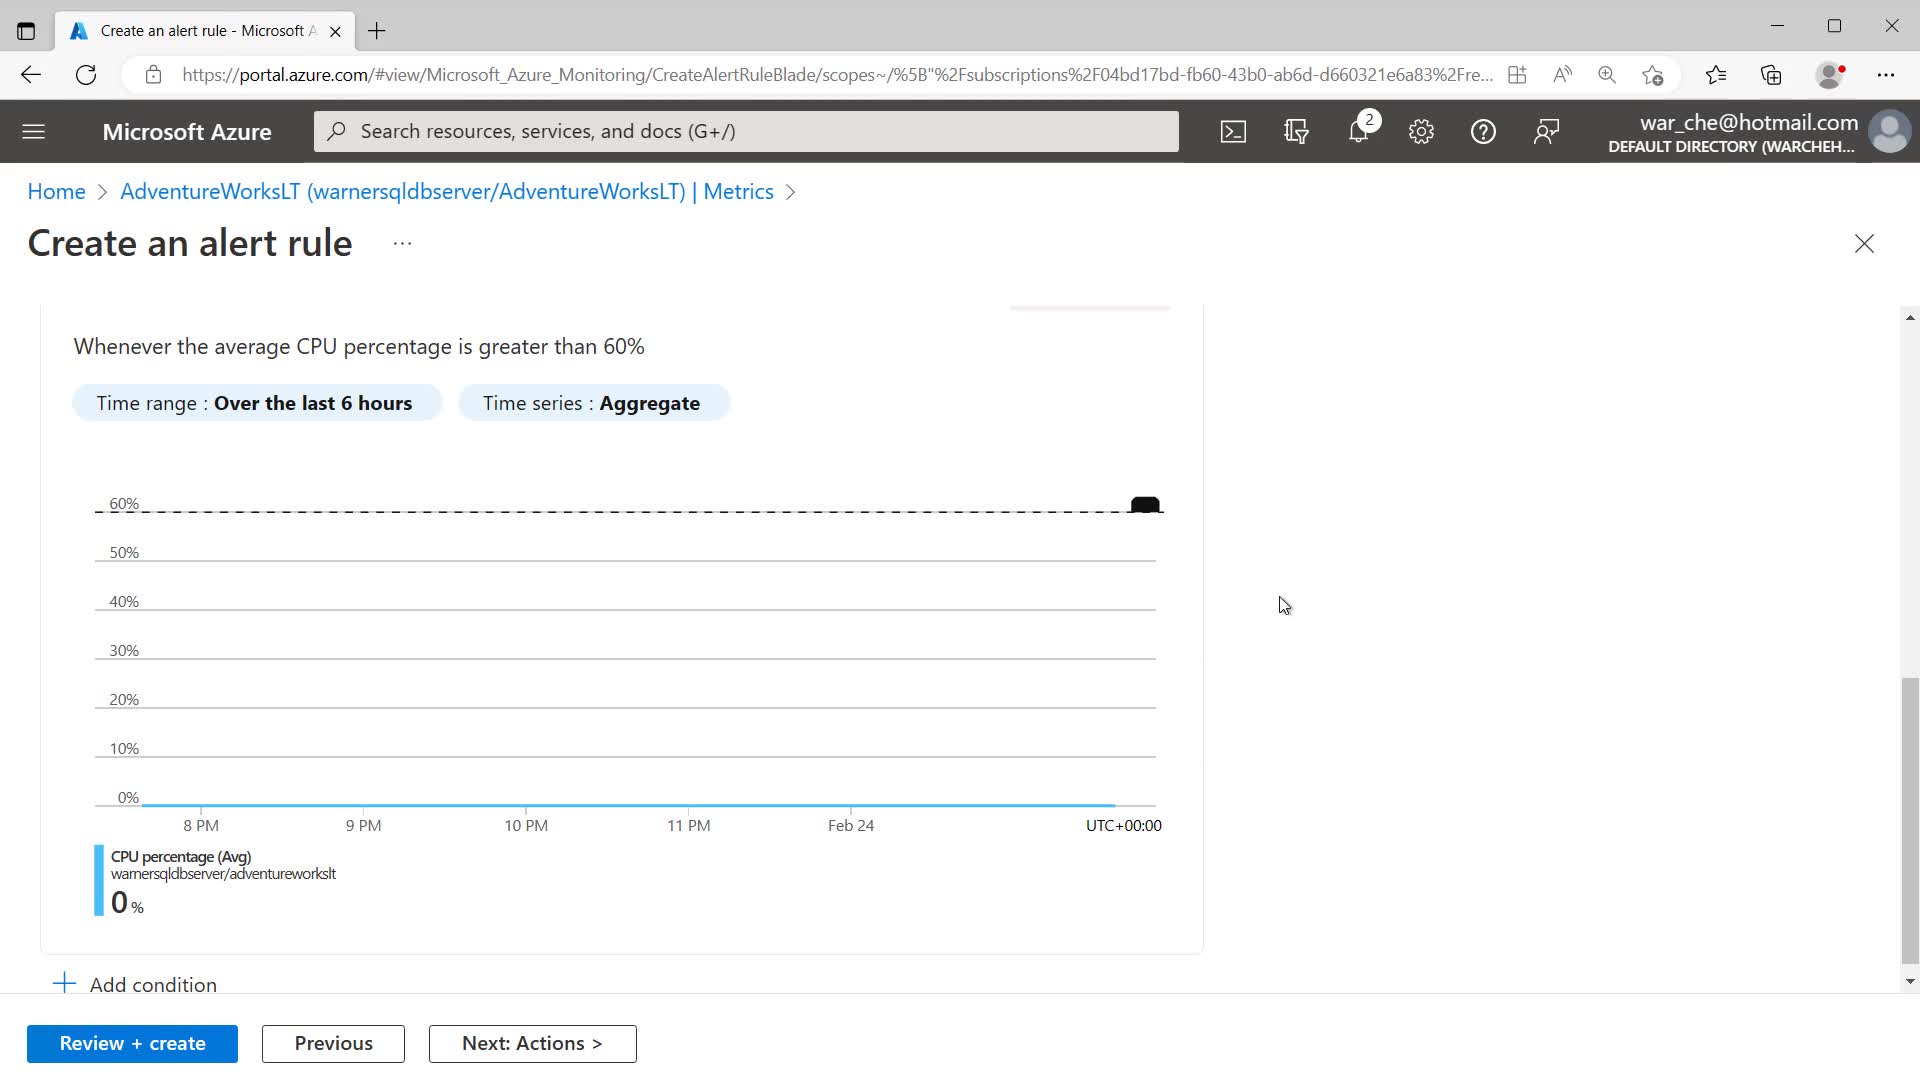 Create an alert rule - Microsoft A
https://portal.azure.com/#view/Microsoft_Azure_Monitoring/CreateAlertRuleBlade/scopes~/%5B"%2Fsubscriptions%2F04bd17bd-fb60-43b0-ab6d-d660321e6a83%2Fre...
Microsoft Azure
Search resources, services, and docs (G+/)
2
war_che@hotmail.com
DEFAULT DIRECTORY (WARCHEH...
Home > AdventureWorksLT (warnersqldbserver/AdventureWorksLT) | Metrics >
Create an alert rule ...
Whenever the average CPU percentage is greater than 60%
Time range : Over the last 6 hours
Time series : Aggregate
60%
50%
40%
30%
20%
10%
0%
8 PM 9 PM 10 PM 11 PM Feb 24 UTC+00:00
CPU percentage (Avg)
warnersqldbserver/adventureworkslt
0 %
+ Add condition
Review + create
Previous
Next: Actions >